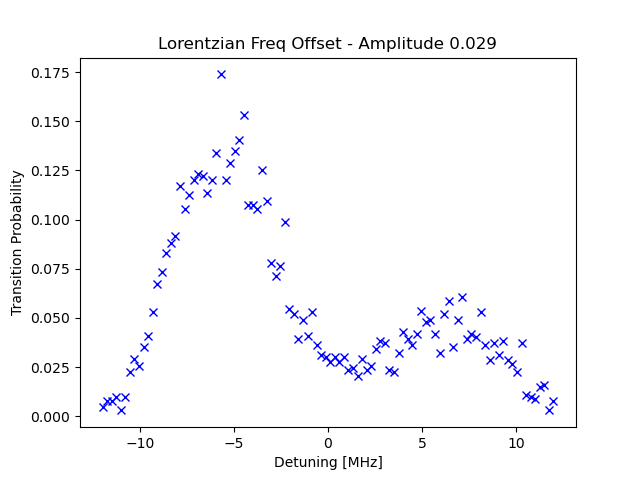 Lorentzian Freq Offset - Amplitude 0.029
Transition Probability
0.175
0.150
0.125
0.100
0.075
0.050
0.025
0.000
−10 −5 0 5 10
Detuning [MHz]